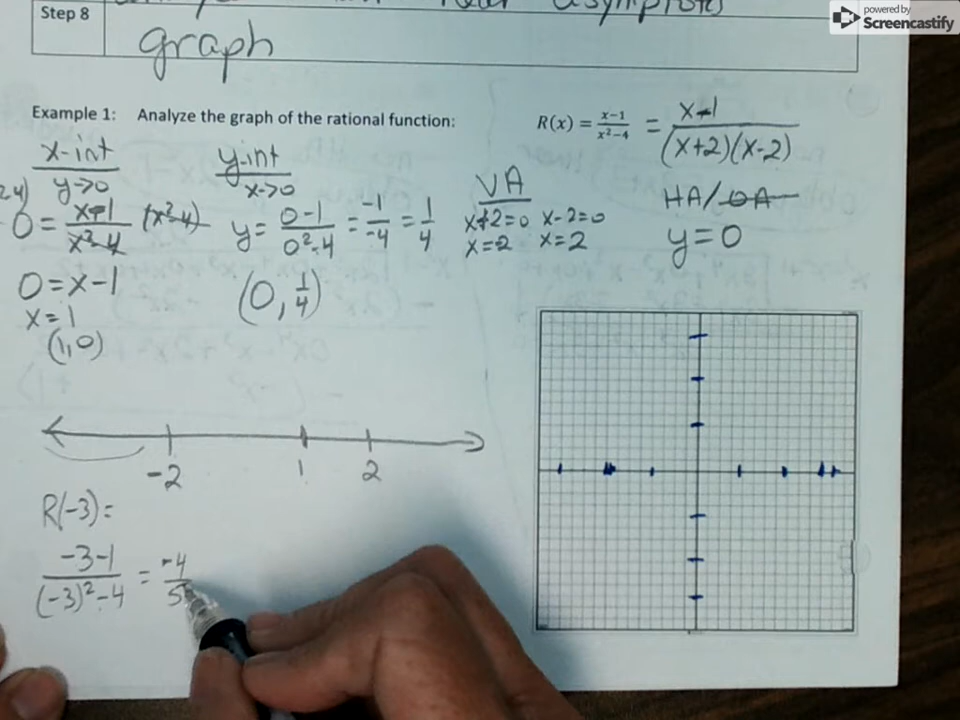 near asymptotes
Step 8
graph
powered by
Screencastify
Example 1: Analyze the graph of the rational function: R(x) = x-1/x²-4 = x-1/(x+2)(x-2)
x-int
y→0
0 = x-1/x²-4 (x²-4)
0 = x-1
x = 1
(1,0)
y-int
x→0
y = 0-1/0²-4 = -1/-4 = 1/4
(0, 1/4)
VA
x+2=0 x-2=0
x=-2 x=2
HA/OA
y=0
-2 1 2
R(-3) =
-3-1/(-3)²-4 = -4/5